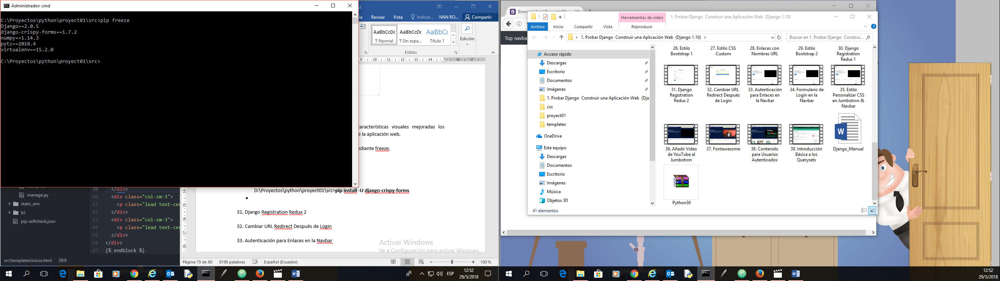 Administrador: cmd
C:\Proyectos\python\proyect01\src>pip freeze
Django==2.0.5
django-crispy-forms==1.7.2
numpy==1.14.3
pytz==2018.4
virtualenv==15.2.0
C:\Proyectos\python\proyect01\src>
manage.py
static_env
tcl
pip-selfcheck.json
39 </div>
40 <div class="col-sm-3">
41 <p class="lead text-cen
42 </div>
43 <div class="col-sm-3">
44 <p class="lead text-cen
45 </div>
46 </div>
47 {% endblock %}
src\templates\inicio.html 39:9
Revisar Vista Indicar... IVAN RO... Compartir
AaBbCcDc AaBbCcDc AaBbCc
¶ Normal ¶ Sin espa... Título 1
Edición
Estilos
9 10 11 12 13 14 16 17
características visuales mejoradas los
e la aplicación web.
ediante freeze.
D:\Proyectos\python\proyect01\src>pip install -U django-crispy-forms
31. Django Registration Redux 2
32. Cambiar URL Redirect Después de Login
33. Autenticación para Enlaces en la Navbar
Activar Windows
Ve a Configuración para activar Windows.
Página 79 de 80 8198 palabras Español (Ecuador) 100 %
ESP
12:52
29/5/2018
Top navba
Herramientas de vídeo
1. Probar Django Construir una Aplicación Web (Django 1.10)
Archivo Inicio Compartir Vista Reproducir
1. Probar Django Construir una Aplicación Web (Django 1.10)
Buscar en 1. Probar Django Construi...
Acceso rápido
Descargas
Escritorio
Documentos
Imágenes
1. Probar Django Construir una Aplicación Web (Dja
css
proyect01
templates
OneDrive
Este equipo
Descargas
Documentos
Escritorio
Imágenes
Música
Objetos 3D
26. Estilo Bootstrap 1
27. Estilo CSS Custom
28. Enlaces con Nombres URL
29. Estilo Bootstrap 2
30. Django Registration Redux 1
31. Django Registration Redux 2
32. Cambiar URL Redirect Después de Login
33. Autenticación para Enlaces en la Navbar
34. Formulario de Login en la Navbar
35. Estilo Personalizar CSS en Jumbotron & Navbar
36. Añadir Video de YouTube al Jumbotron
37. Fontawesome
38. Contenido para Usuarios Autenticados
39. Introducción Básica a los Querysets
Django_Manual
Python36
41 elementos
12:52
29/5/2018